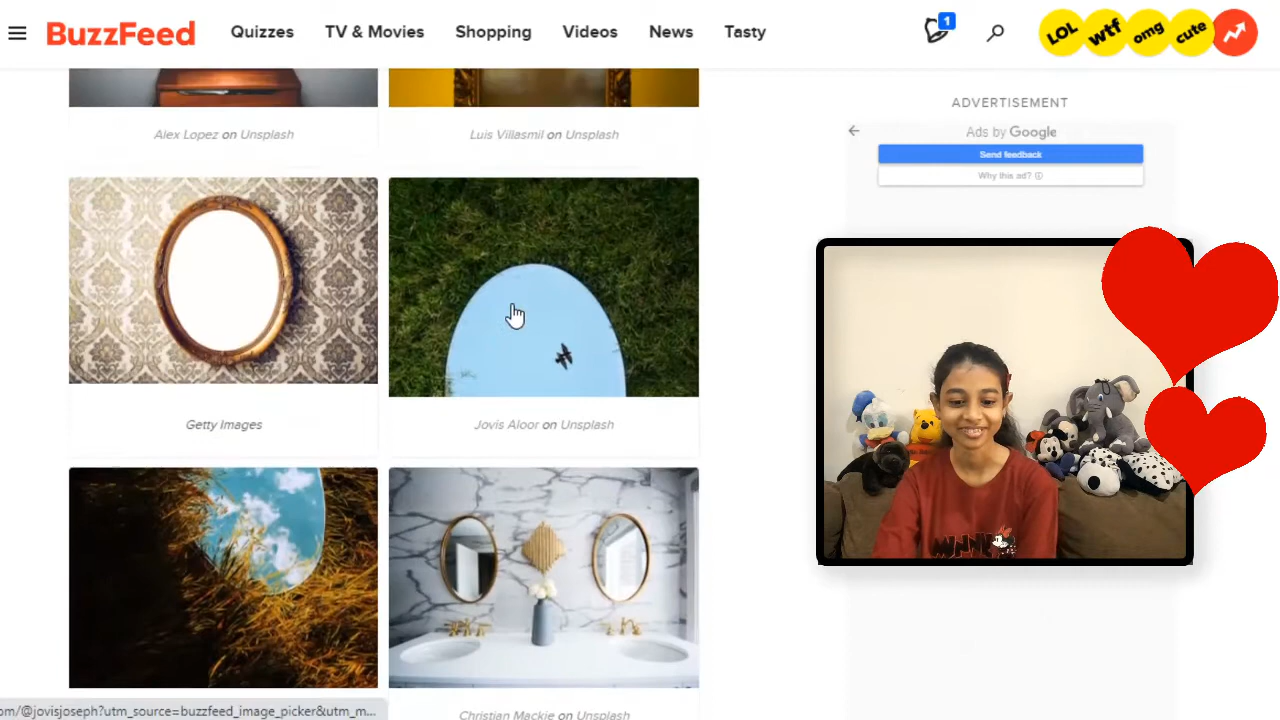 BuzzFeed Quizzes TV & Movies Shopping Videos News Tasty 1 LOL wtf omg cute
ADVERTISEMENT
Ads by Google
Send feedback
Why this ad?
Alex Lopez on Unsplash
Luis Villasmil on Unsplash
Getty Images
Jovis Aloor on Unsplash
Christian Mackie on Unsplash
MINNIE
om/@jovisjoseph?utm_source=buzzfeed_image_picker&utm_m...